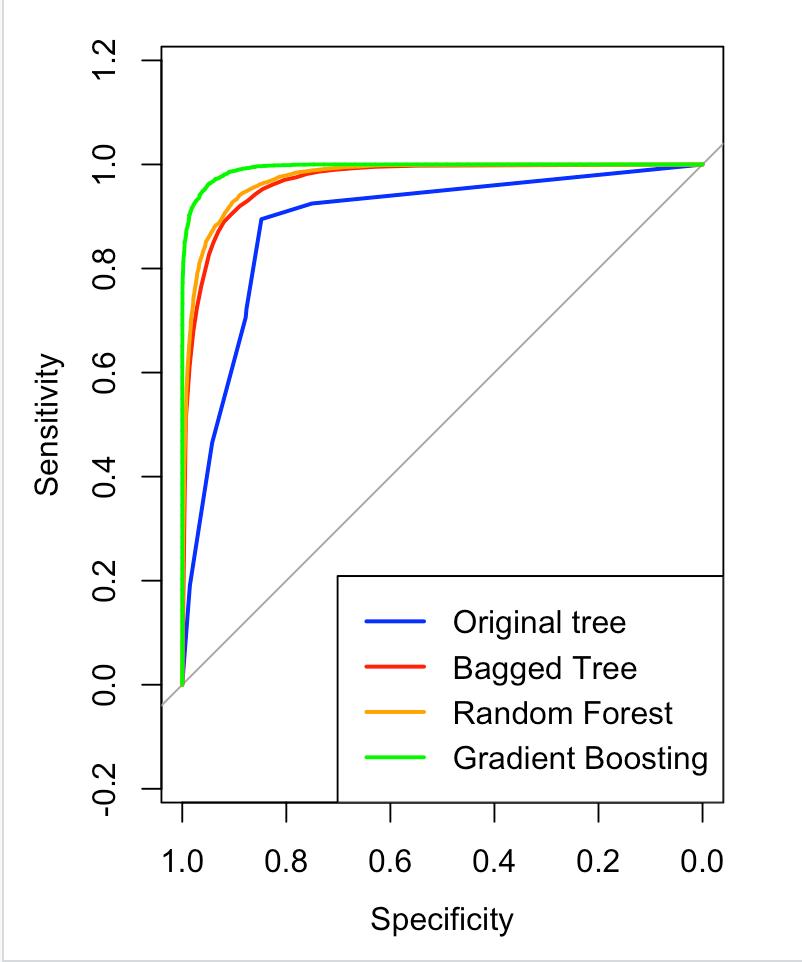 1.2
1.0
0.8
0.6
0.4
0.2
0.0
-0.2
Sensitivity
Original tree
Bagged Tree
Random Forest
Gradient Boosting
1.0 0.8 0.6 0.4 0.2 0.0
Specificity